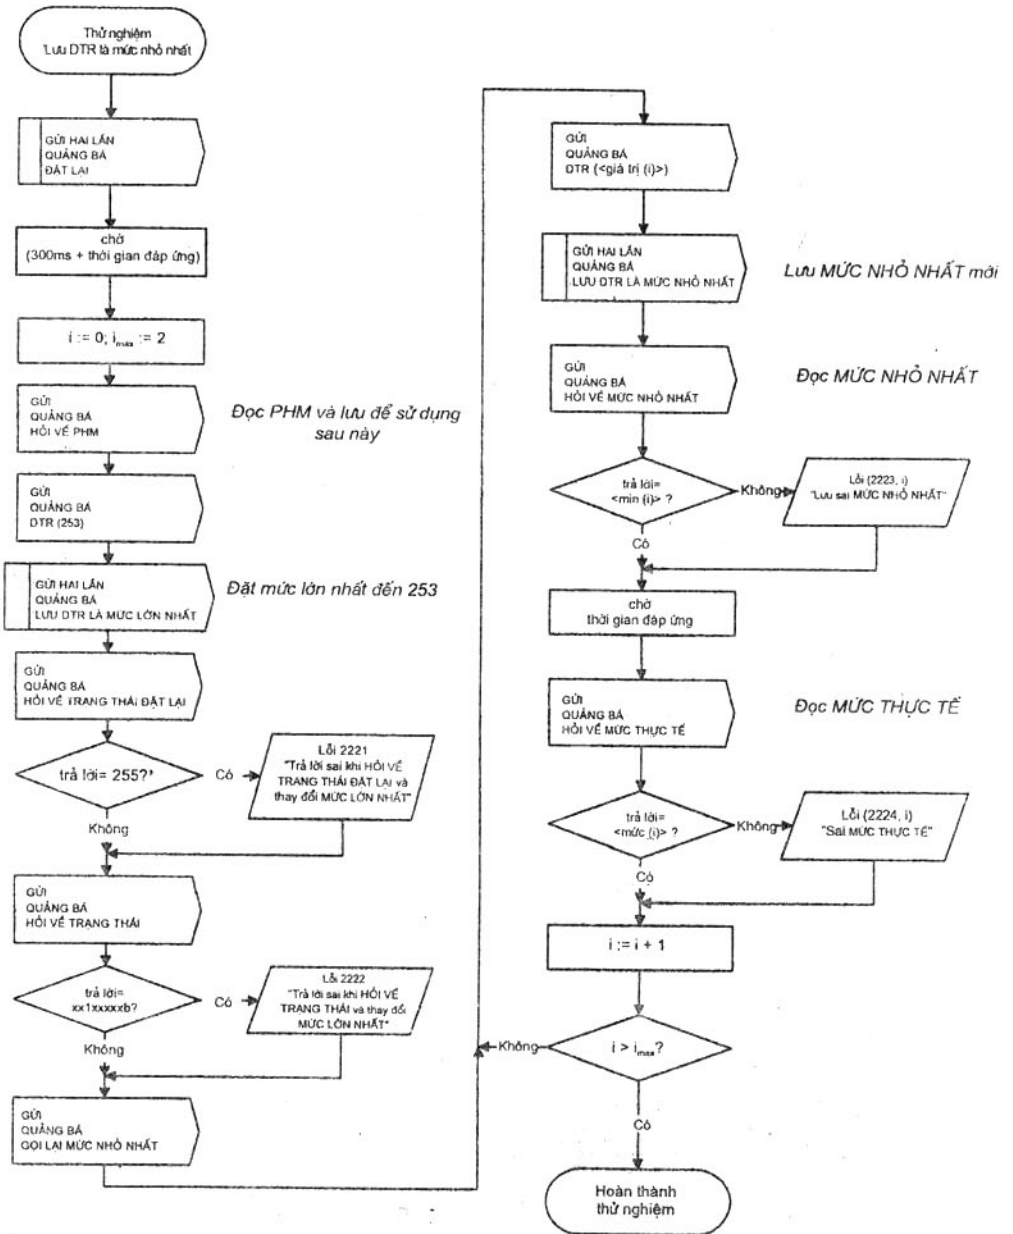 Thử nghiệm
'Lưu DTR là mức nhỏ nhất
GỬI HAI LẦN
QUẢNG BÁ
ĐẶT LẠI
chờ
(300ms + thời gian đáp ứng)
i := 0; imax := 2
GỬI
QUẢNG BÁ
HỎI VỀ PHM
Đọc PHM và lưu để sử dụng
sau này
GỬI
QUẢNG BÁ
DTR (253)
GỬI HAI LẦN
QUẢNG BÁ
LƯU DTR LÀ MỨC LỚN NHẤT
Đặt mức lớn nhất đến 253
GỬI
QUẢNG BÁ
HỎI VỀ TRẠNG THÁI ĐẶT LẠI
trả lời= 255?'
Có
Lỗi 2221
"Trả lời sai khi HỎI VỀ
TRẠNG THÁI ĐẶT LẠI và
thay đổi MỨC LỚN NHẤT"
Không
GỬI
QUẢNG BÁ
HỎI VỀ TRẠNG THÁI
trả lời=
xx1xxxxxb?
Có
Lỗi 2222
"Trả lời sai khi HỎI VỀ
TRẠNG THÁI và thay đổi
MỨC LỚN NHẤT"
Không
GỬI
QUẢNG BÁ
GỌI LẠI MỨC NHỎ NHẤT
GỬI
QUẢNG BÁ
DTR (<giá trị (i)>)
GỬI HAI LẦN
QUẢNG BÁ
LƯU DTR LÀ MỨC NHỎ NHẤT
Lưu MỨC NHỎ NHẤT mới
GỬI
QUẢNG BÁ
HỎI VỀ MỨC NHỎ NHẤT
Đọc MỨC NHỎ NHẤT
trả lời=
<min (i)> ?
Không
Lỗi (2223, i)
"Lưu sai MỨC NHỎ NHẤT"
Có
chờ
thời gian đáp ứng
GỬI
QUẢNG BÁ
HỎI VỀ MỨC THỰC TẾ
Đọc MỨC THỰC TẾ
trả lời=
<mức (i)> ?
Không
Lỗi (2224, i)
"Sai MỨC THỰC TẾ"
Có
i := i + 1
i > imax?
Không
Có
Hoàn thành
thử nghiệm